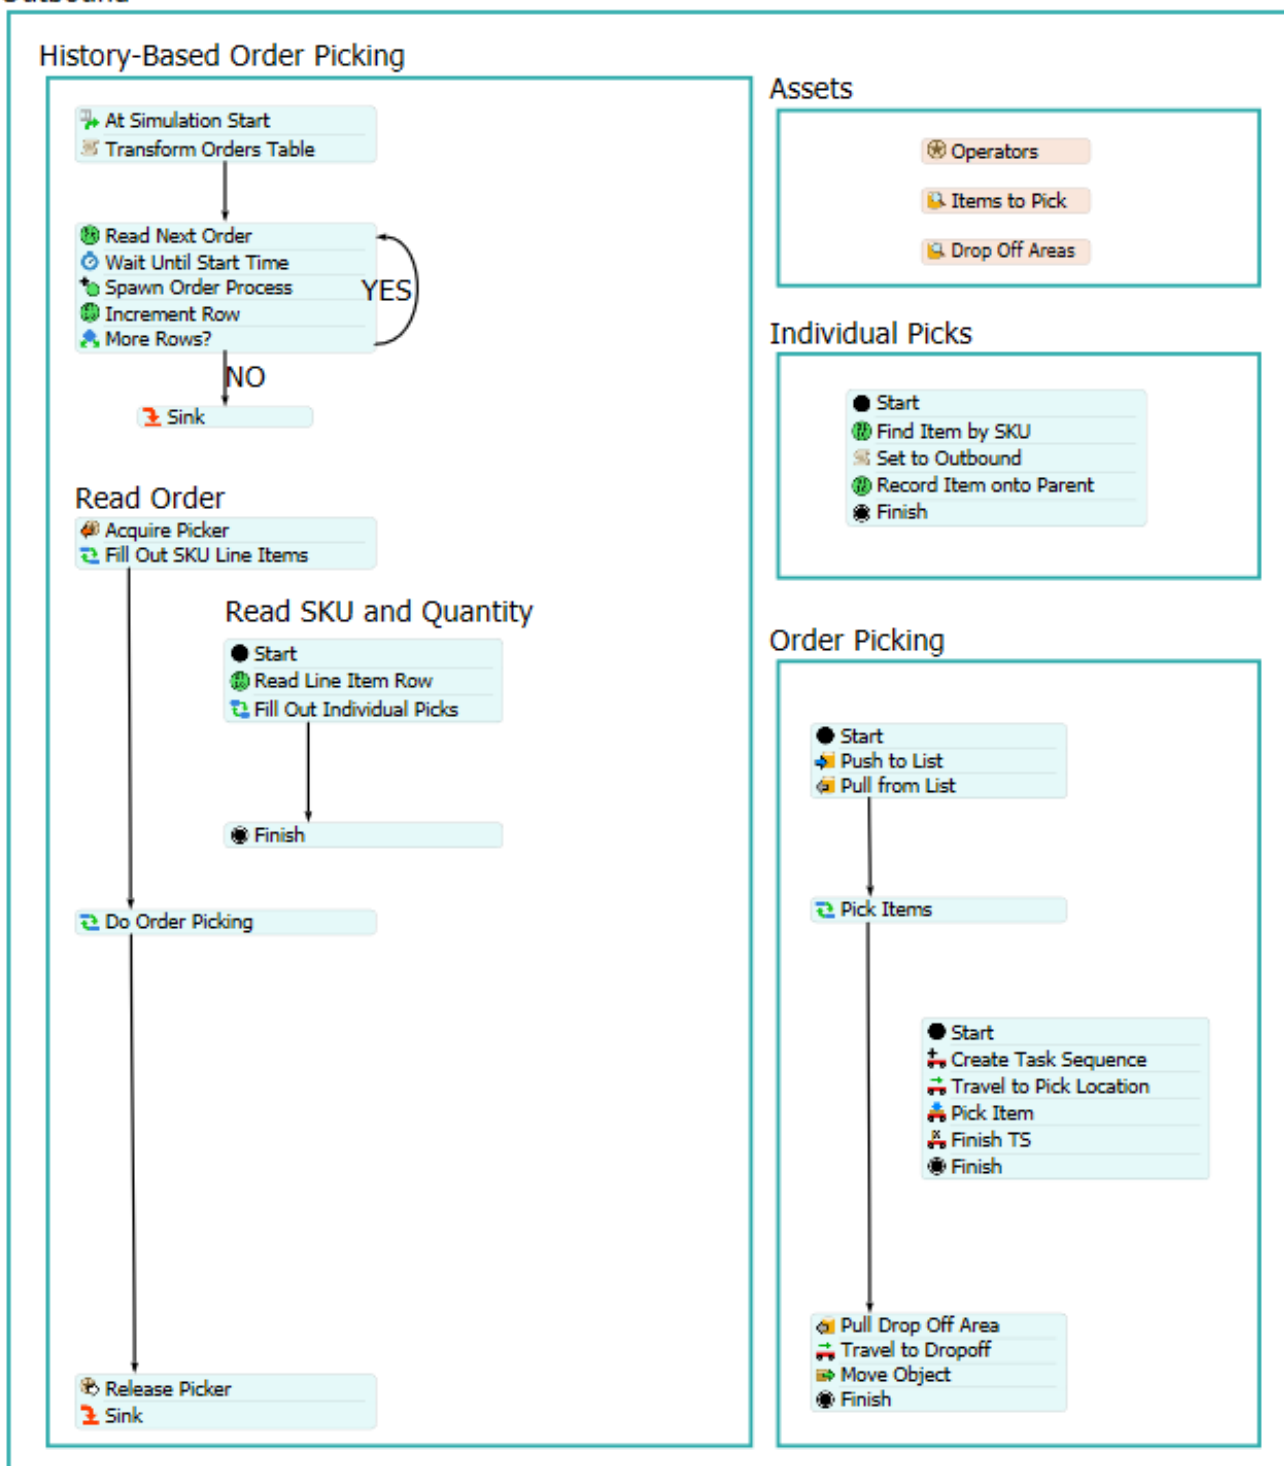 Outbound
History-Based Order Picking
At Simulation Start
Transform Orders Table
Read Next Order
Wait Until Start Time
Spawn Order Process
Increment Row
More Rows?
YES
NO
Sink
Read Order
Acquire Picker
Fill Out SKU Line Items
Read SKU and Quantity
Start
Read Line Item Row
Fill Out Individual Picks
Finish
Do Order Picking
Release Picker
Sink
Assets
Operators
Items to Pick
Drop Off Areas
Individual Picks
Start
Find Item by SKU
Set to Outbound
Record Item onto Parent
Finish
Order Picking
Start
Push to List
Pull from List
Pick Items
Start
Create Task Sequence
Travel to Pick Location
Pick Item
Finish TS
Finish
Pull Drop Off Area
Travel to Dropoff
Move Object
Finish